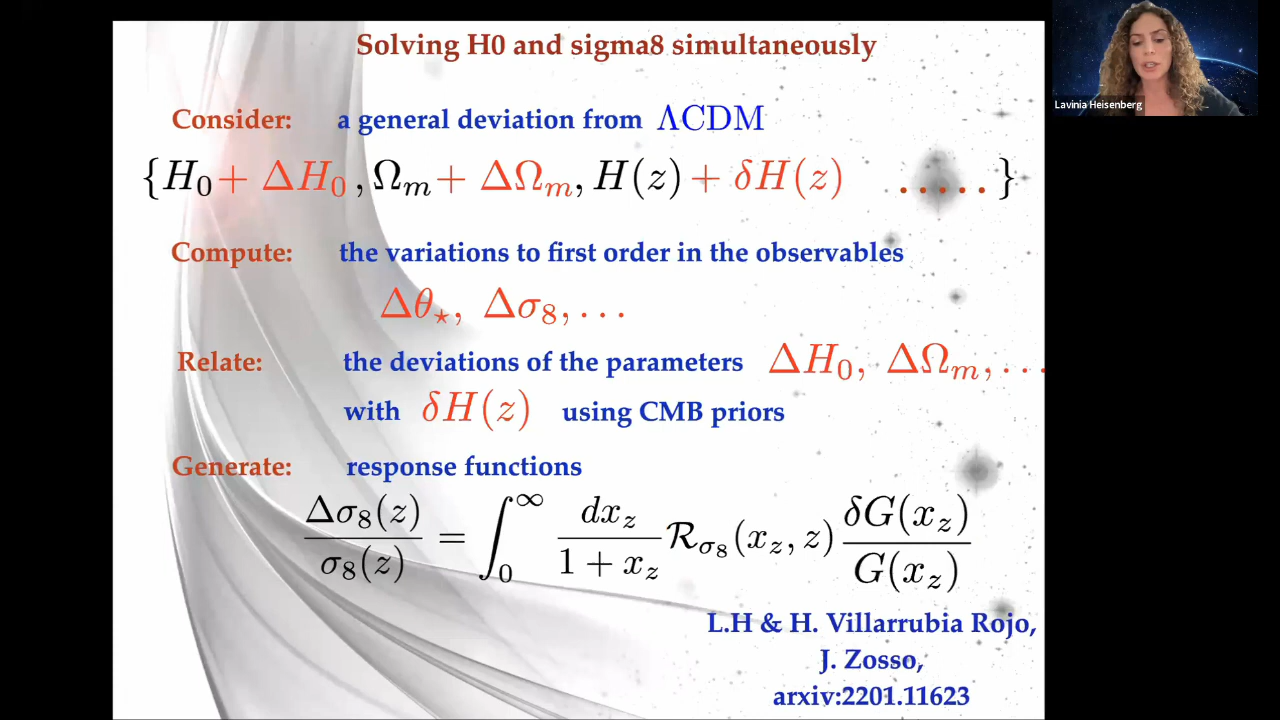 Solving H0 and sigma8 simultaneously
Lavinia Heisenberg
Consider: a general deviation from ΛCDM
{H₀ + ΔH₀ , Ωₘ + ΔΩₘ, H(z) + δH(z) .....}
Compute: the variations to first order in the observables
Δθ⋆, Δσ₈, ...
Relate: the deviations of the parameters ΔH₀, ΔΩₘ, ...
with δH(z) using CMB priors
Generate: response functions
Δσ₈(z)/σ₈(z) = ∫₀^∞ dx_z/(1 + x_z) ℛ_σ₈(x_z, z) δG(x_z)/G(x_z)
L.H & H. Villarrubia Rojo,
J. Zosso,
arxiv:2201.11623